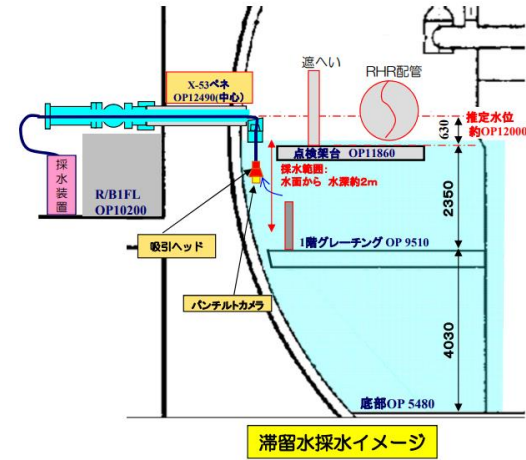 遮へい
RHR配管
X-53ペネ
OP12490(中心)
推定水位
約OP12000
630
採水装置
R/B1FL
OP10200
点検架台 OP11860
採水範囲:
水面から 水深約2m
2350
吸引ヘッド
1階グレーチング OP 9510
パンチルトカメラ
4030
底部OP 5480
滞留水採水イメージ